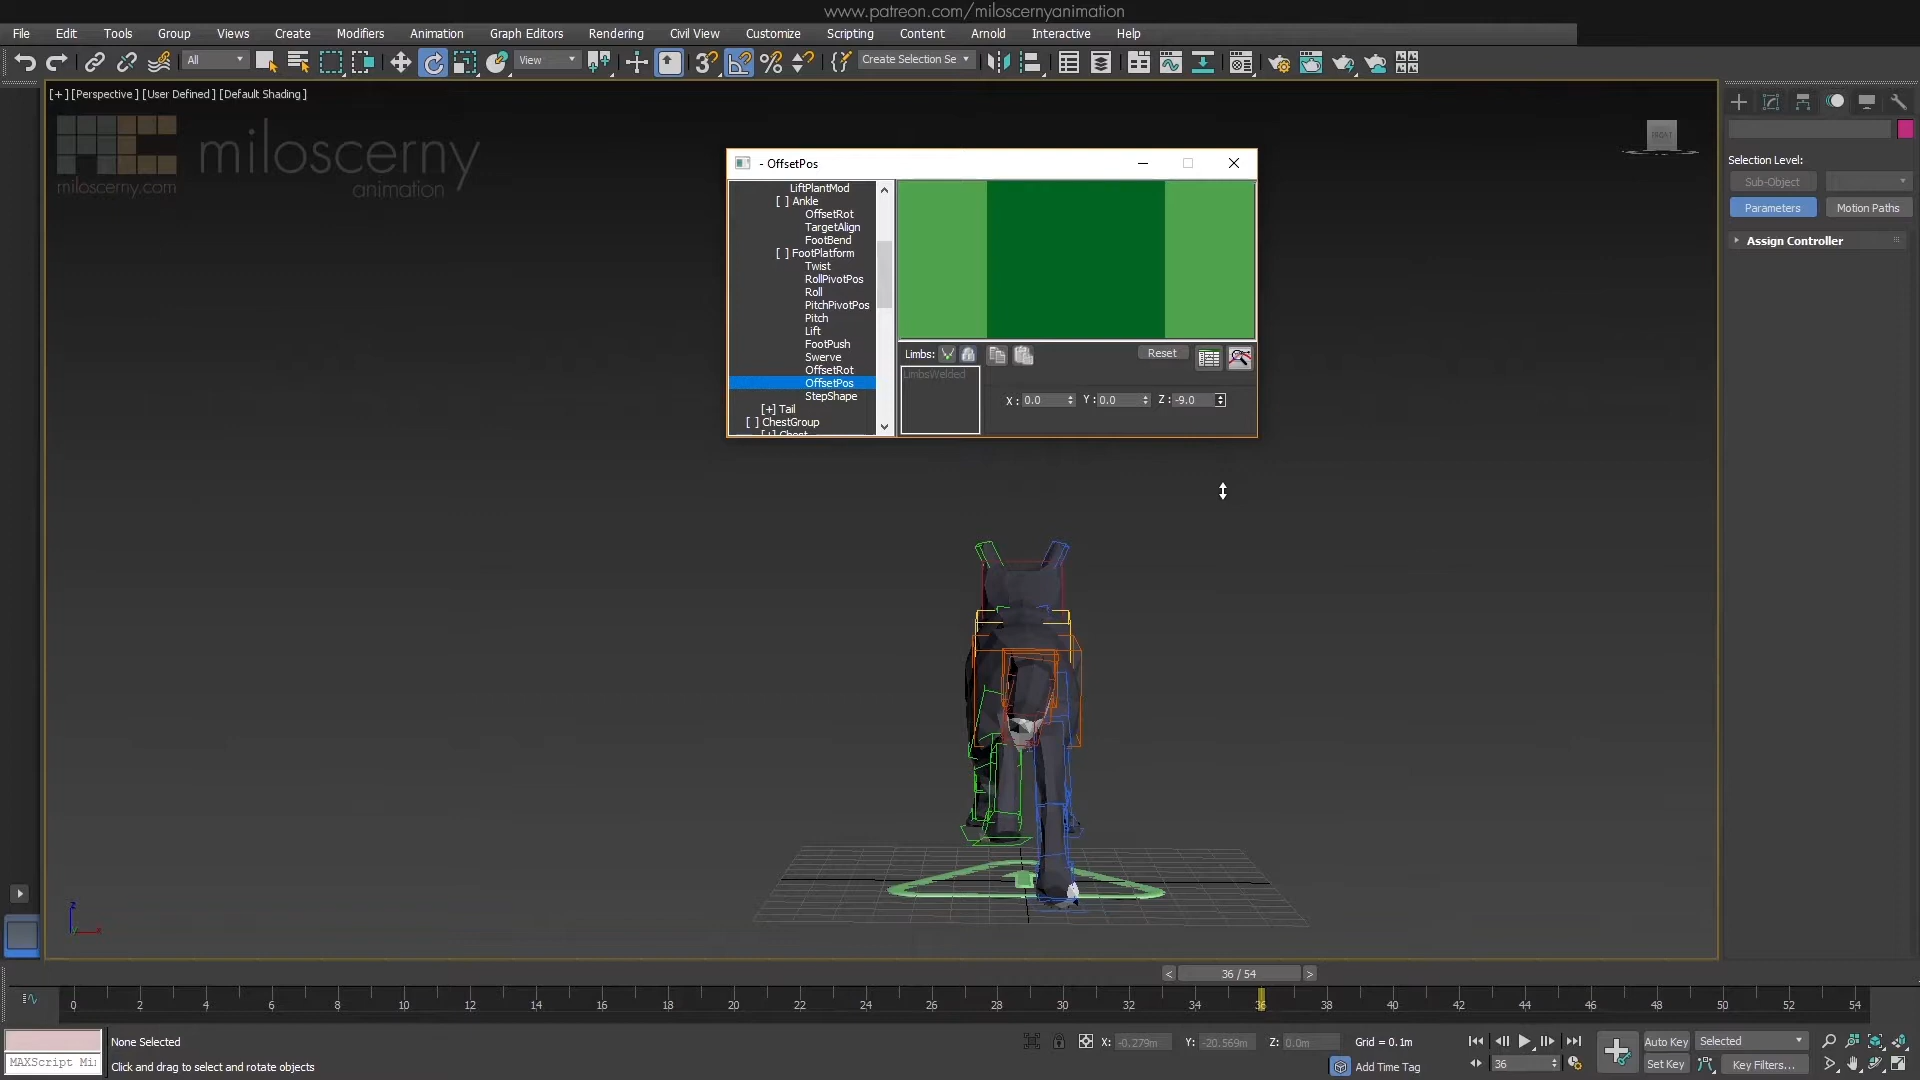 www.patreon.com/miloscernyanimation
File Edit Tools Group Views Create Modifiers Animation Graph Editors Rendering Civil View Customize Scripting Content Arnold Interactive Help
All View Create Selection Se
[+] [Perspective] [User Defined] [Default Shading]
miloscerny
animation
miloscerny.com
FRONT
- OffsetPos
LiftPlantMod
[ ] Ankle
OffsetRot
TargetAlign
FootBend
[ ] FootPlatform
Twist
RollPivotPos
Roll
PitchPivotPos
Pitch
Lift
FootPush
Swerve
OffsetRot
OffsetPos
StepShape
[+] Tail
[ ] ChestGroup
[+] Chest
Limbs:
Reset
LimbsWelded
X: 0.0 Y: 0.0 Z: -9.0
Selection Level:
Sub-Object
Parameters Motion Paths
Assign Controller
z
x
< 36 / 54 >
0 2 4 6 8 10 12 14 16 18 20 22 24 26 28 30 32 34 36 38 40 42 44 46 48 50 52 54
None Selected
X: -0.279m Y: -20.569m Z: 0.0m Grid = 0.1m
Auto Key Selected
MAXScript Mi
Click and drag to select and rotate objects
Add Time Tag
36
Set Key Key Filters...